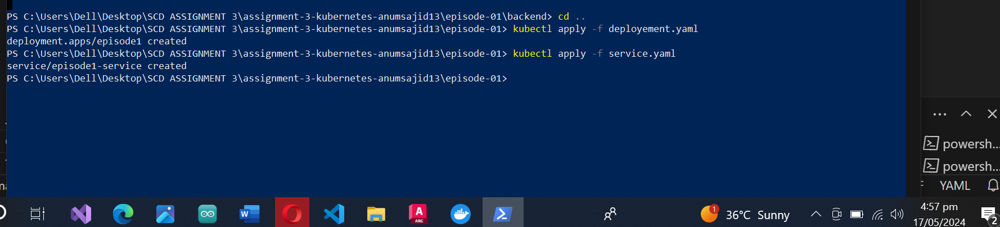 PS C:\Users\Dell\Desktop\SCD ASSIGNMENT 3\assignment-3-kubernetes-anumsajid13\episode-01\backend> cd ..
PS C:\Users\Dell\Desktop\SCD ASSIGNMENT 3\assignment-3-kubernetes-anumsajid13\episode-01> kubectl apply -f deployement.yaml
deployment.apps/episode1 created
PS C:\Users\Dell\Desktop\SCD ASSIGNMENT 3\assignment-3-kubernetes-anumsajid13\episode-01> kubectl apply -f service.yaml
service/episode1-service created
PS C:\Users\Dell\Desktop\SCD ASSIGNMENT 3\assignment-3-kubernetes-anumsajid13\episode-01>
powersh...
powersh...
YAML
W
A
ARC
1
36°C Sunny
4:57 pm
17/05/2024
2